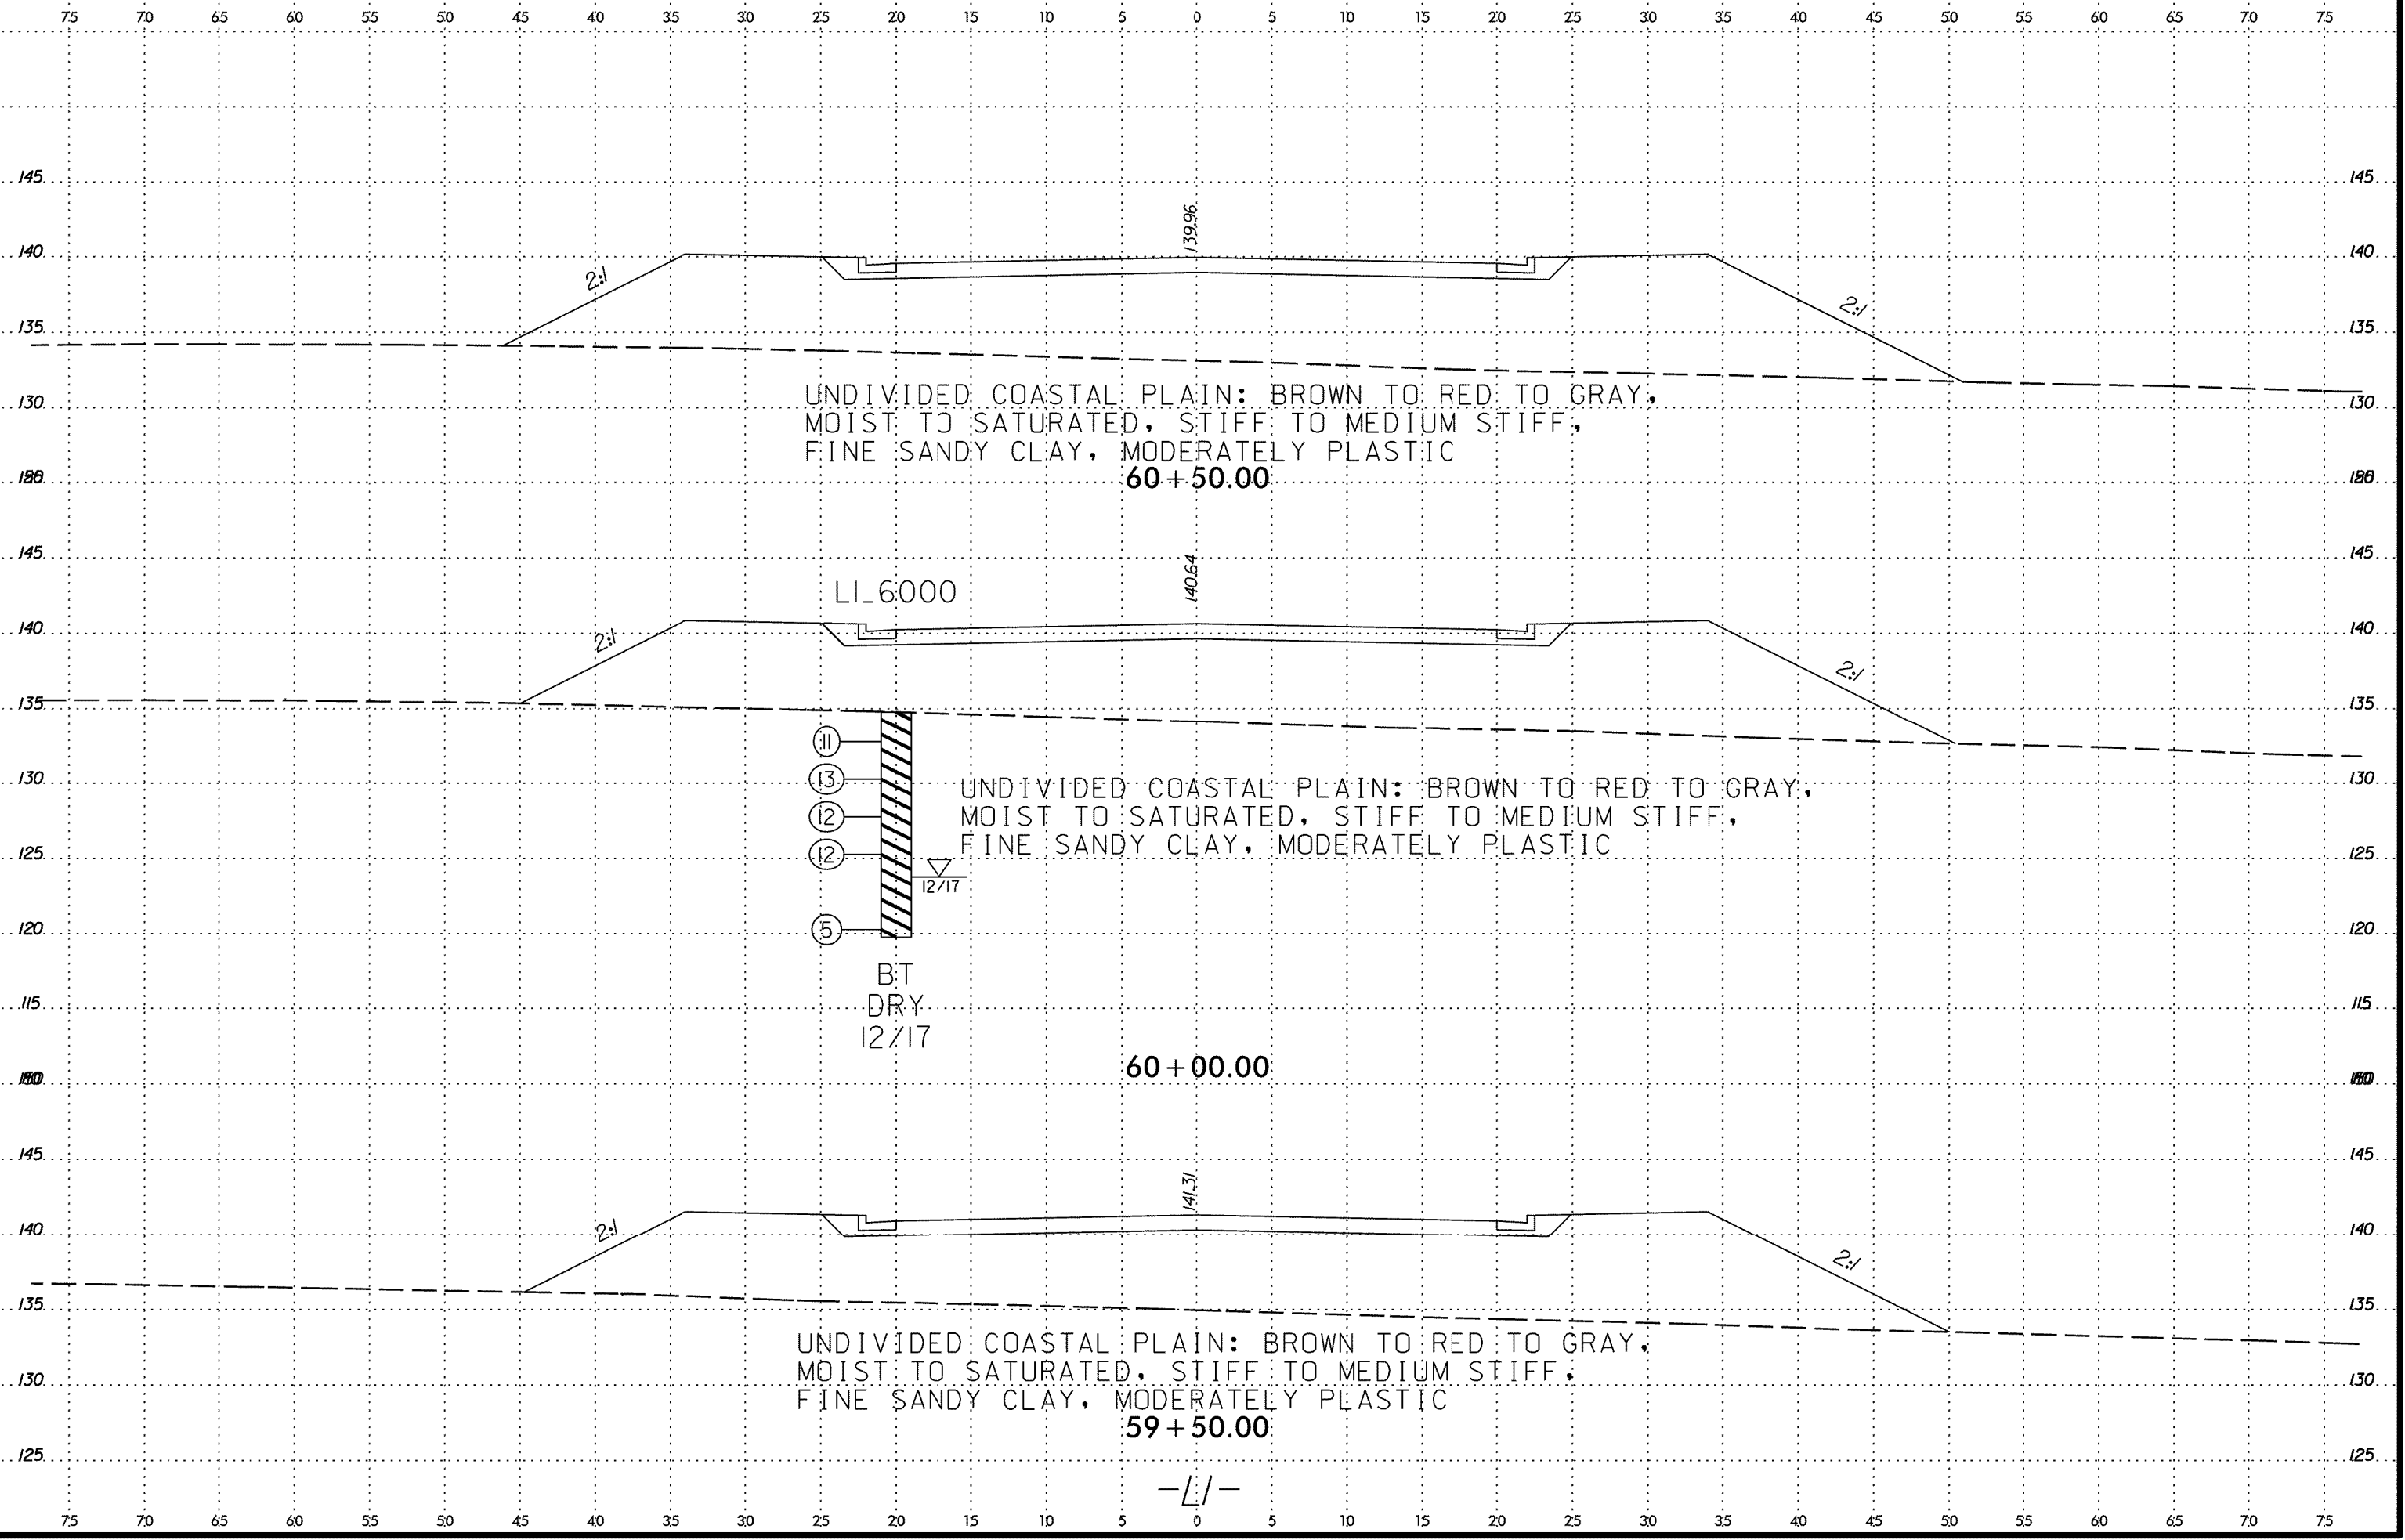 75 70 65 60 55 50 45 40 35 30 25 20 15 10 5 0 5 10 15 20 25 30 35 40 45 50 55 60 65 70 75
145 145
139.96
140 140
2:1 2:1
135 135
UNDIVIDED COASTAL PLAIN: BROWN TO RED TO GRAY,
130 130
MOIST TO SATURATED, STIFF TO MEDIUM STIFF,
FINE SANDY CLAY, MODERATELY PLASTIC
60+50.00
145 145
140.64
L1_6000
140 140
2:1 2:1
135 135
11
13
130 130
UNDIVIDED COASTAL PLAIN: BROWN TO RED TO GRAY,
12
MOIST TO SATURATED, STIFF TO MEDIUM STIFF,
FINE SANDY CLAY, MODERATELY PLASTIC
12
125 125
12/17
5
120 120
BT
DRY
115 115
12/17
60+00.00
145 145
141.31
140 140
2:1 2:1
135 135
UNDIVIDED COASTAL PLAIN: BROWN TO RED TO GRAY,
MOIST TO SATURATED, STIFF TO MEDIUM STIFF,
130 130
FINE SANDY CLAY, MODERATELY PLASTIC
59+50.00
125 125
-L1-
75 70 65 60 55 50 45 40 35 30 25 20 15 10 5 0 5 10 15 20 25 30 35 40 45 50 55 60 65 70 75